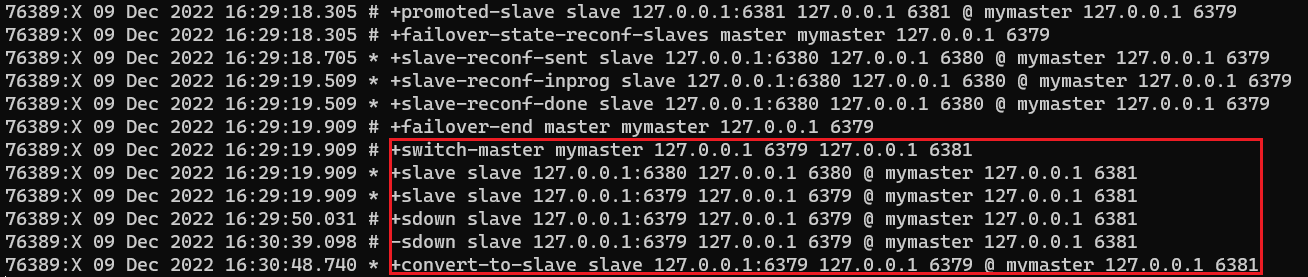 76389:X 09 Dec 2022 16:29:18.305 # +promoted-slave slave 127.0.0.1:6381 127.0.0.1 6381 @ mymaster 127.0.0.1 6379
76389:X 09 Dec 2022 16:29:18.305 # +failover-state-reconf-slaves master mymaster 127.0.0.1 6379
76389:X 09 Dec 2022 16:29:18.705 * +slave-reconf-sent slave 127.0.0.1:6380 127.0.0.1 6380 @ mymaster 127.0.0.1 6379
76389:X 09 Dec 2022 16:29:19.509 * +slave-reconf-inprog slave 127.0.0.1:6380 127.0.0.1 6380 @ mymaster 127.0.0.1 6379
76389:X 09 Dec 2022 16:29:19.509 * +slave-reconf-done slave 127.0.0.1:6380 127.0.0.1 6380 @ mymaster 127.0.0.1 6379
76389:X 09 Dec 2022 16:29:19.909 # +failover-end master mymaster 127.0.0.1 6379
76389:X 09 Dec 2022 16:29:19.909 # +switch-master mymaster 127.0.0.1 6379 127.0.0.1 6381
76389:X 09 Dec 2022 16:29:19.909 * +slave slave 127.0.0.1:6380 127.0.0.1 6380 @ mymaster 127.0.0.1 6381
76389:X 09 Dec 2022 16:29:19.909 * +slave slave 127.0.0.1:6379 127.0.0.1 6379 @ mymaster 127.0.0.1 6381
76389:X 09 Dec 2022 16:29:50.031 # +sdown slave 127.0.0.1:6379 127.0.0.1 6379 @ mymaster 127.0.0.1 6381
76389:X 09 Dec 2022 16:30:39.098 # -sdown slave 127.0.0.1:6379 127.0.0.1 6379 @ mymaster 127.0.0.1 6381
76389:X 09 Dec 2022 16:30:48.740 * +convert-to-slave slave 127.0.0.1:6379 127.0.0.1 6379 @ mymaster 127.0.0.1 6381